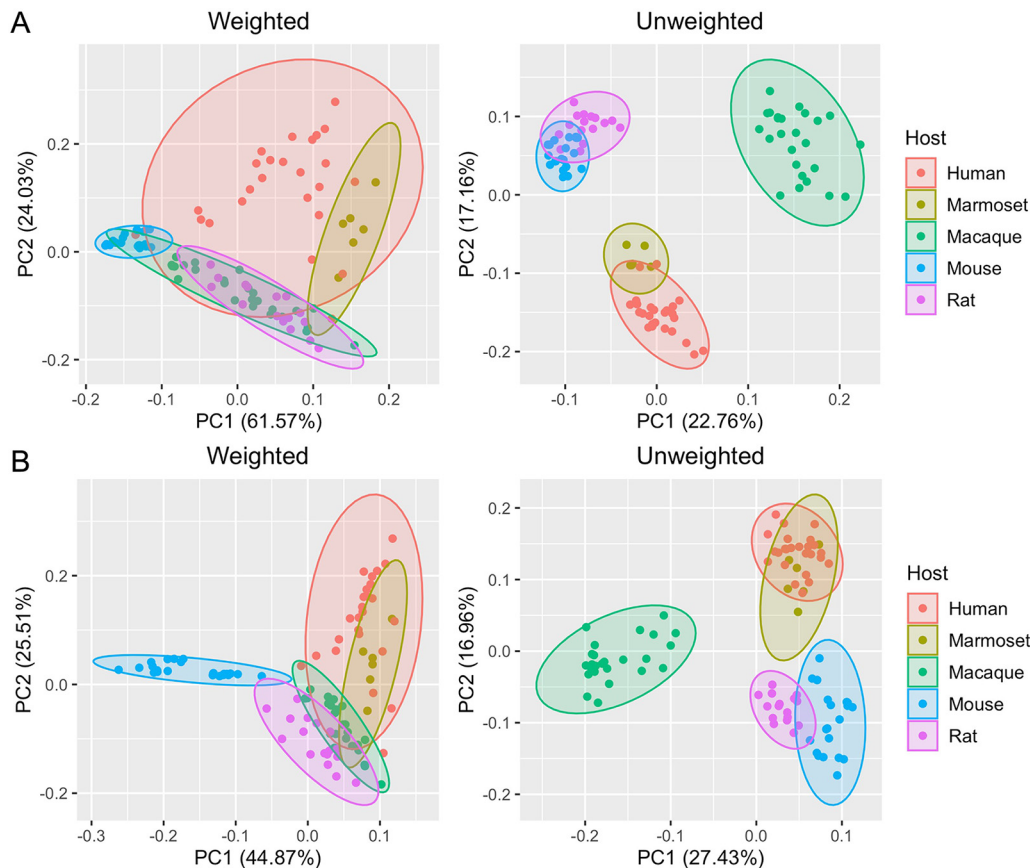 A
Weighted
Unweighted
PC2 (24.03%)
0.2
0.0
-0.2
-0.2
-0.1
0.0
0.1
0.2
PC1 (61.57%)
PC2 (17.16%)
0.1
0.0
-0.1
-0.2
-0.1
0.0
0.1
0.2
PC1 (22.76%)
Host
Human
Marmoset
Macaque
Mouse
Rat
B
Weighted
Unweighted
PC2 (25.51%)
0.2
0.0
-0.2
-0.3
-0.2
-0.1
0.0
0.1
PC1 (44.87%)
PC2 (16.96%)
0.2
0.1
0.0
-0.1
-0.2
-0.2
-0.1
0.0
0.1
PC1 (27.43%)
Host
Human
Marmoset
Macaque
Mouse
Rat